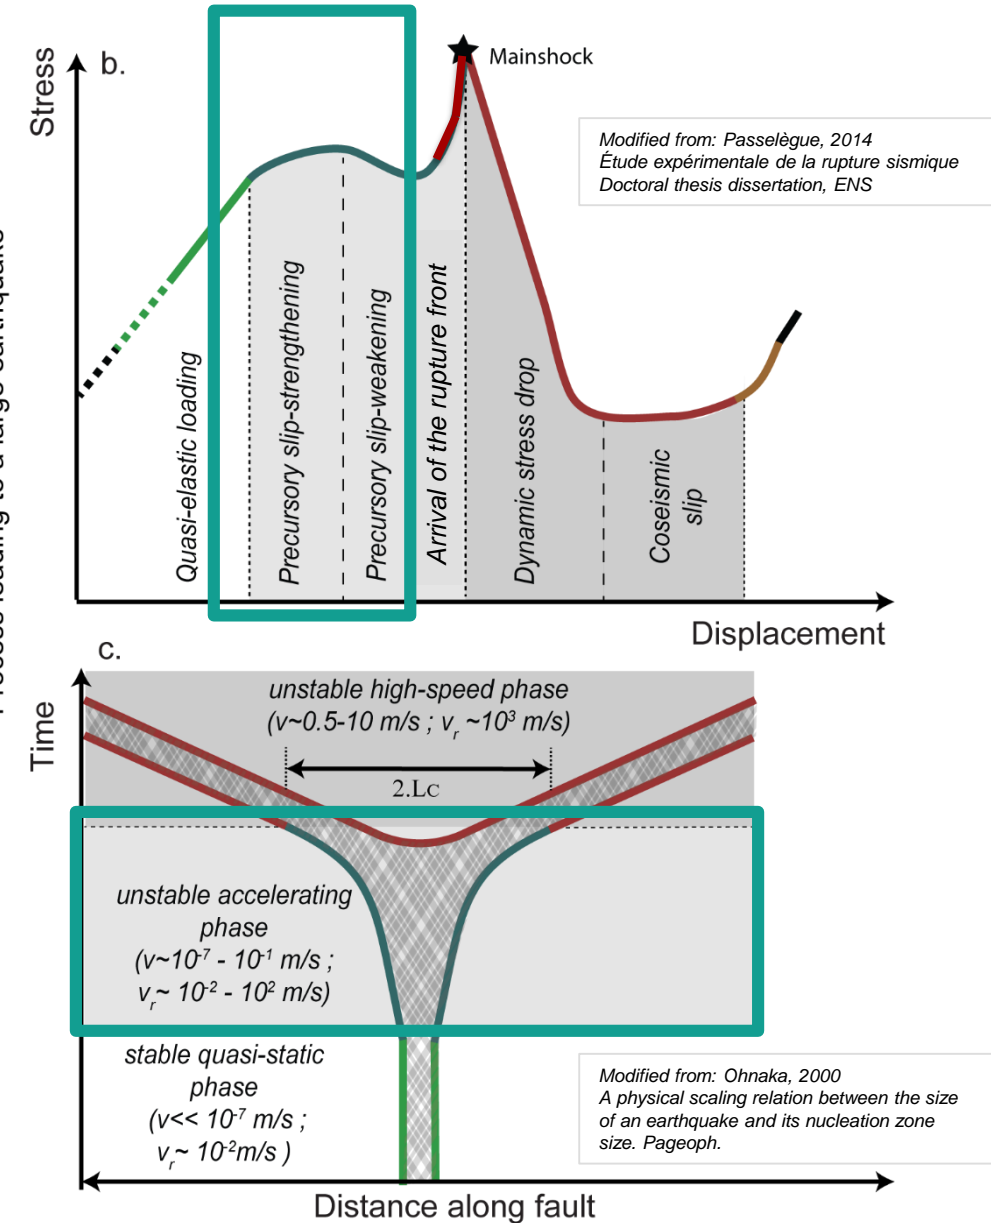 b.
Stress
Mainshock
Modified from: Passelègue, 2014
Étude expérimentale de la rupture sismique
Doctoral thesis dissertation, ENS
Quasi-elastic loading
Precursory slip-strengthening
Precursory slip-weakening
Arrival of the rupture front
Dynamic stress drop
Coseismic
slip
Displacement
c.
Time
unstable high-speed phase
(v~0.5-10 m/s ; vᵣ ~10³ m/s)
2.Lc
unstable accelerating
phase
(v~10⁻⁷ - 10⁻¹ m/s ;
vᵣ~ 10⁻² - 10² m/s)
stable quasi-static
phase
(v<< 10⁻⁷ m/s ;
vᵣ~ 10⁻²m/s )
Modified from: Ohnaka, 2000
A physical scaling relation between the size
of an earthquake and its nucleation zone
size. Pageoph.
Distance along fault